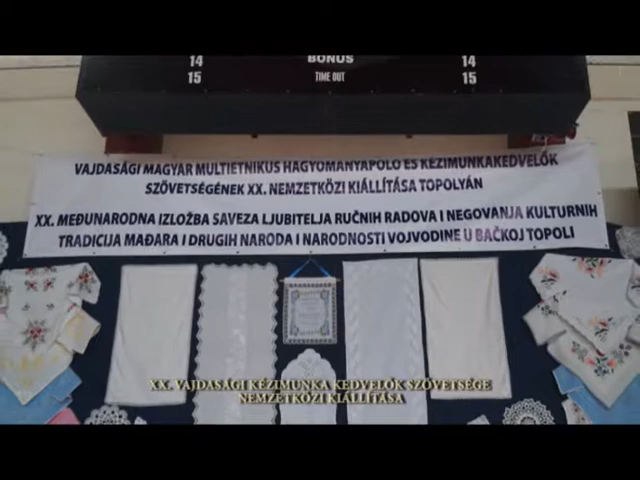 14 BONUS 14
15 TIME OUT 15
VAJDASÁGI MAGYAR MULTIETNIKUS HAGYOMÁNYÁPOLÓ ÉS KÉZIMUNKAKEDVELŐK
SZÖVETSÉGÉNEK XX. NEMZETKÖZI KIÁLLÍTÁSA TOPOLYÁN
XX. MEĐUNARODNA IZLOŽBA SAVEZA LJUBITELJA RUČNIH RADOVA I NEGOVANJA KULTURNIH
TRADICIJA MAĐARA I DRUGIH NARODA I NARODNOSTI VOJVODINE U BAČKOJ TOPOLI
XX. VAJDASÁGI KÉZIMUNKA KEDVELŐK SZÖVETSÉGE
NEMZETKÖZI KIÁLLÍTÁSA